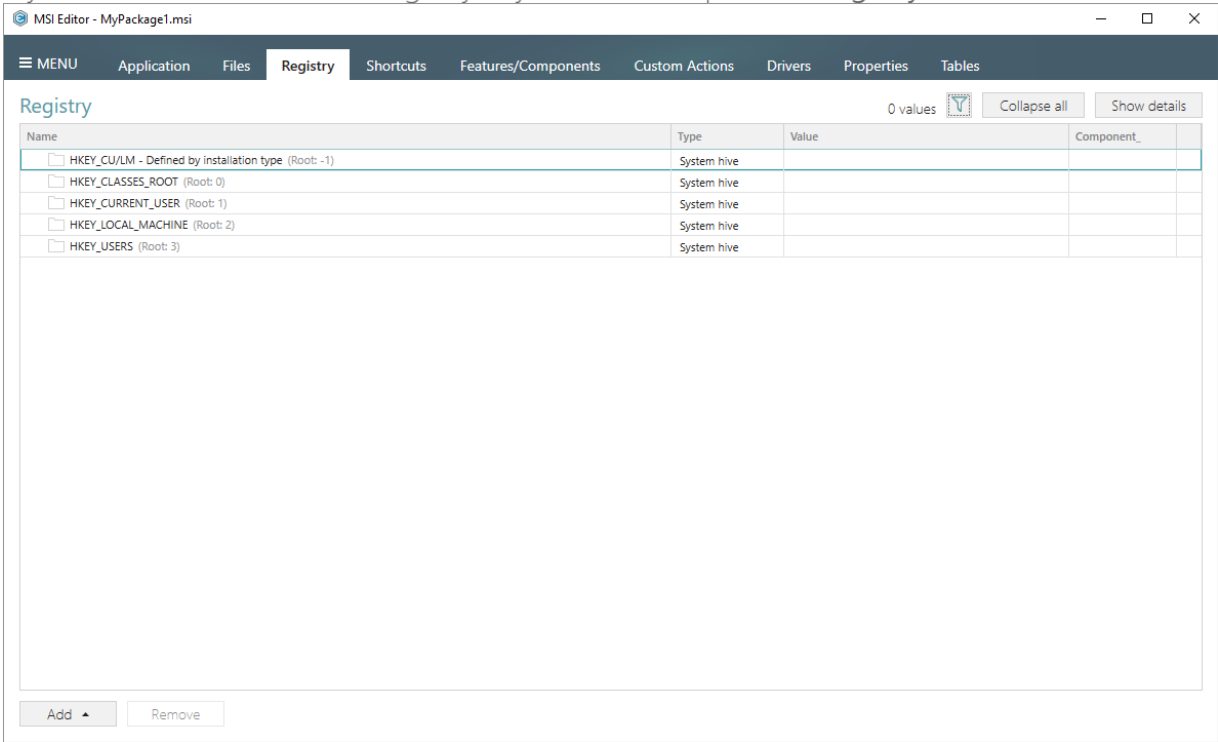 MSI Editor - MyPackage1.msi
MENU Application Files Registry Shortcuts Features/Components Custom Actions Drivers Properties Tables
Registry 0 values Collapse all Show details
Name Type Value Component_
HKEY_CU/LM - Defined by installation type (Root: -1) System hive
HKEY_CLASSES_ROOT (Root: 0) System hive
HKEY_CURRENT_USER (Root: 1) System hive
HKEY_LOCAL_MACHINE (Root: 2) System hive
HKEY_USERS (Root: 3) System hive
Add Remove